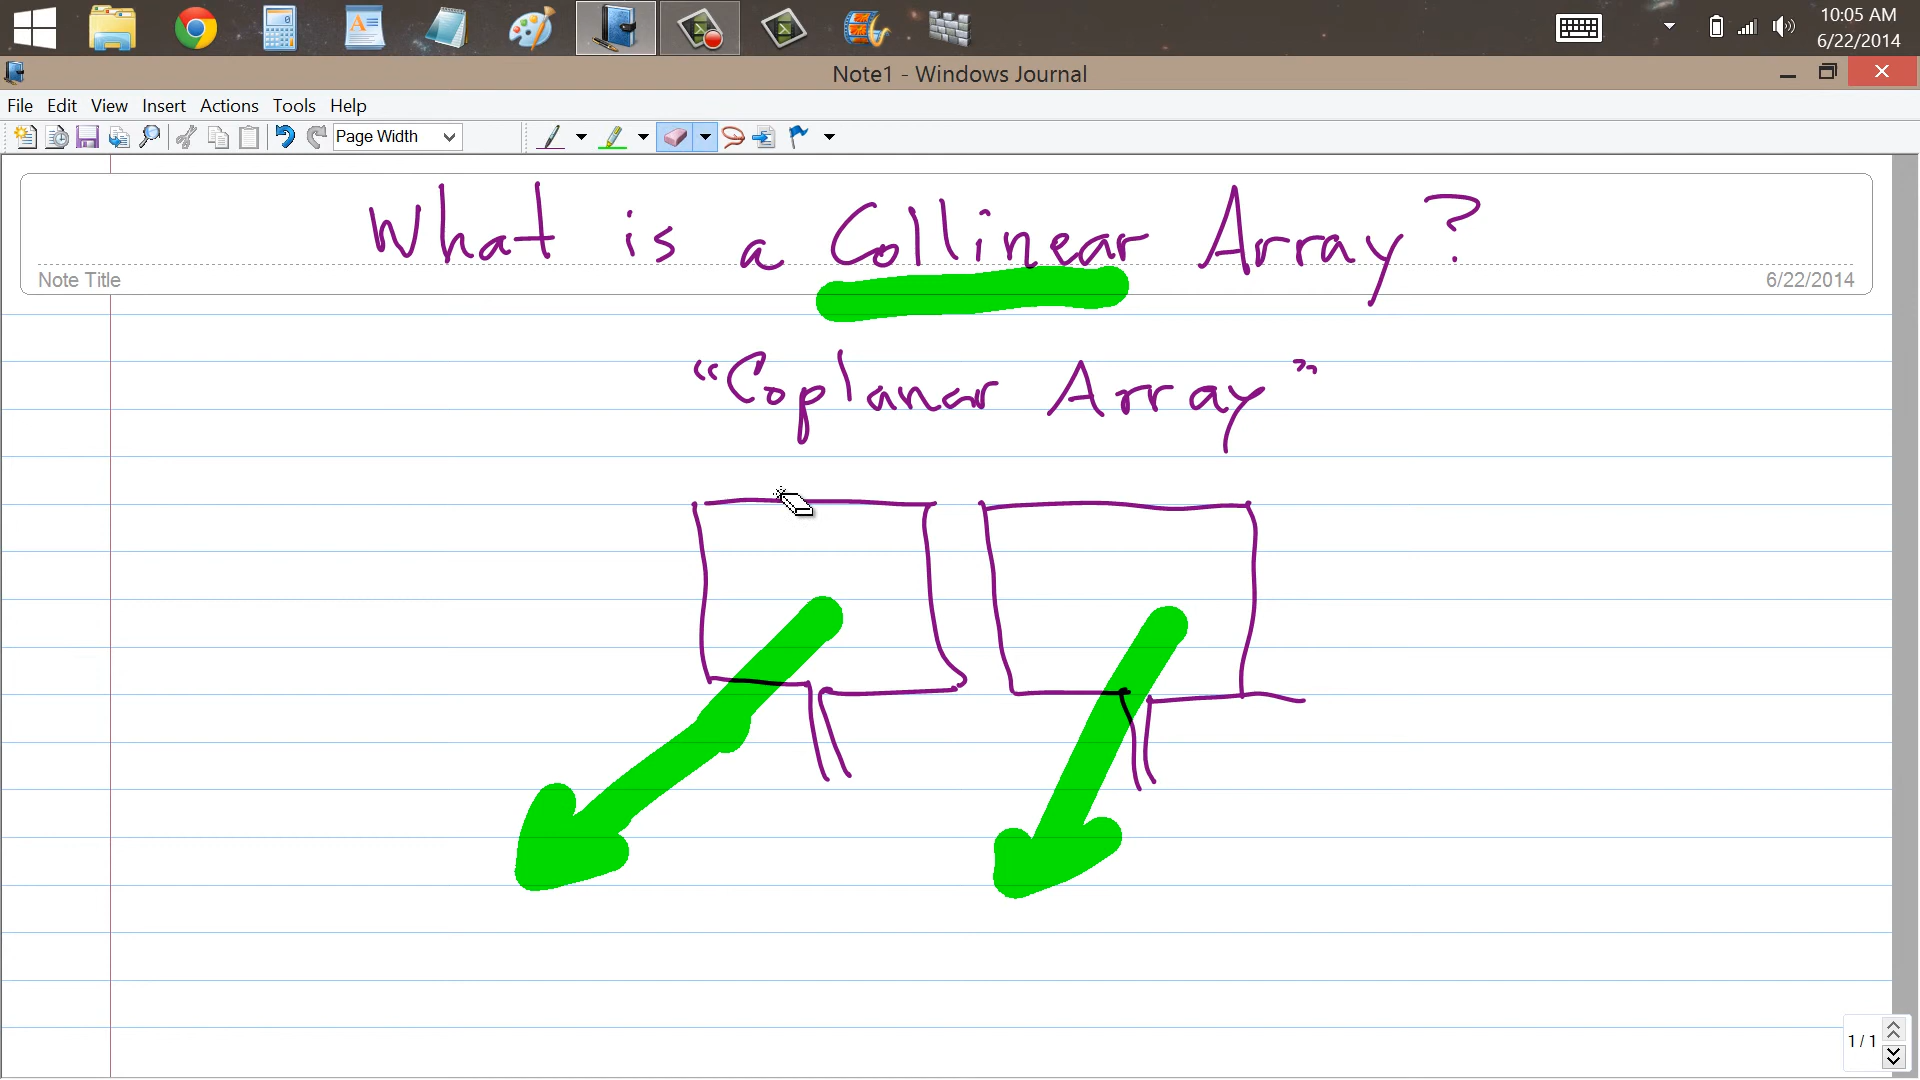 10:05 AM
6/22/2014
Note1 - Windows Journal
File Edit View Insert Actions Tools Help
Page Width
What is a Collinear Array?
Note Title
6/22/2014
"Coplanar Array"
1 / 1